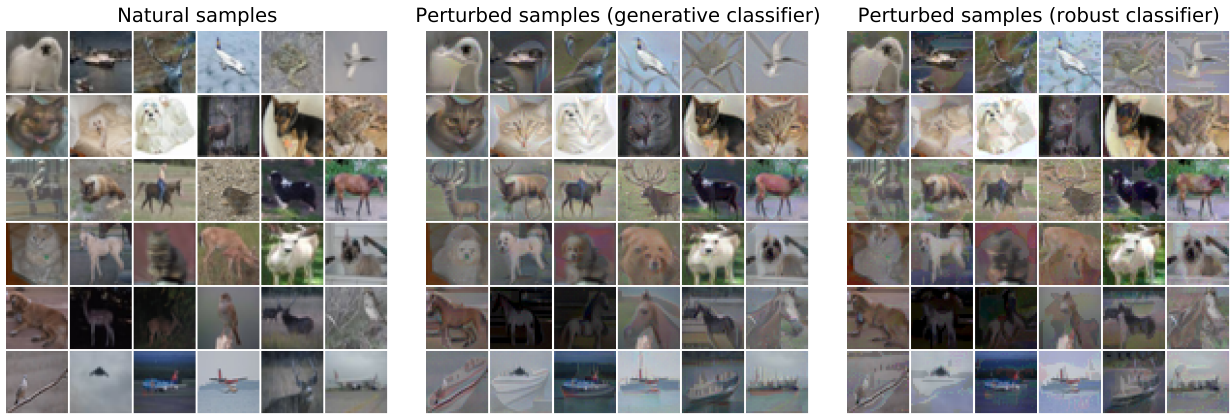 Natural samples
Perturbed samples (generative classifier)
Perturbed samples (robust classifier)